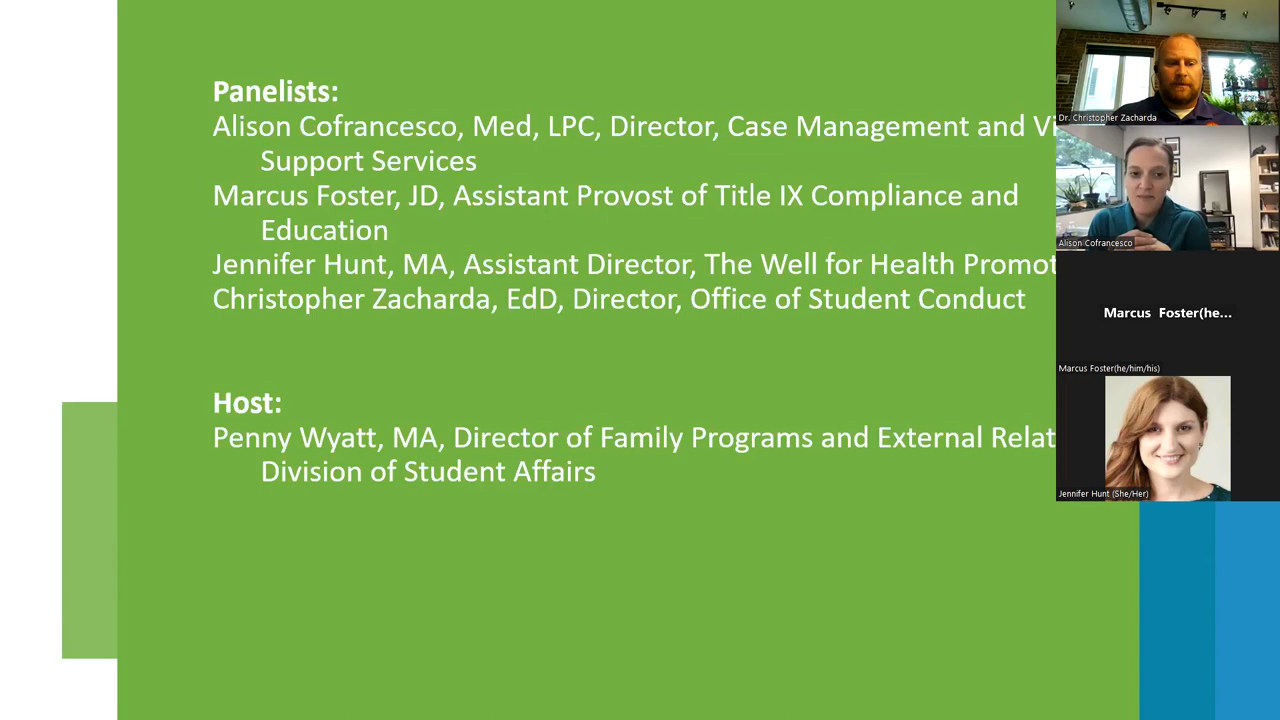 Panelists:
Alison Cofrancesco, Med, LPC, Director, Case Management and
Support Services
Marcus Foster, JD, Assistant Provost of Title IX Compliance and
Education
Jennifer Hunt, MA, Assistant Director, The Well for Health
Christopher Zacharda, EdD, Director, Office of Student Conduct
Host:
Penny Wyatt, MA, Director of Family Programs and External
Division of Student Affairs
Dr. Christopher Zacharda
Alison Cofrancesco
Marcus Foster(he...
Marcus Foster(he/him/his)
Jennifer Hunt (She/Her)